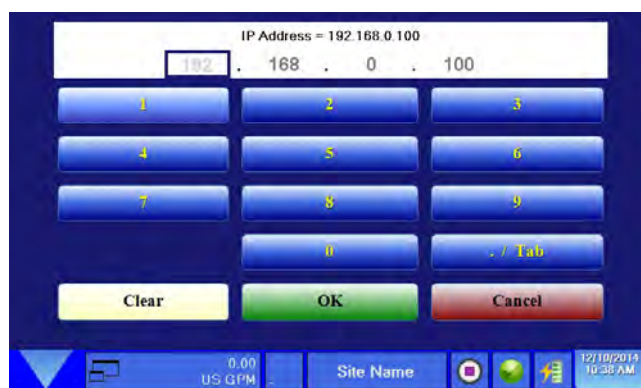 IP Address = 192.168.0.100
192 . 168 . 0 . 100
1 2 3
4 5 6
7 8 9
0 . / Tab
Clear OK Cancel
0.00
US GPM
Site Name
12/10/2014
10:38 AM